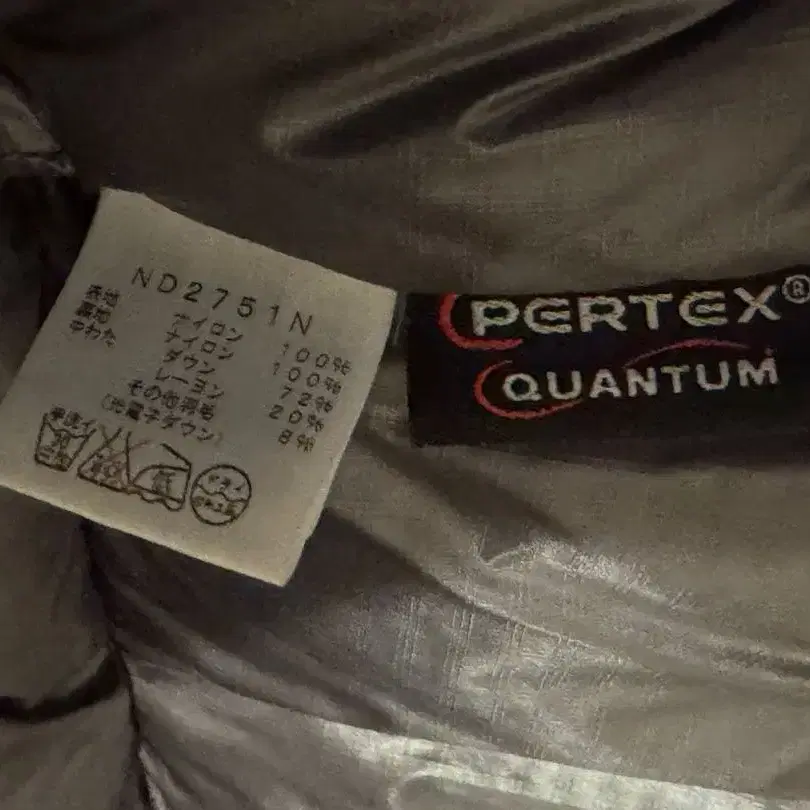 ND2751N
表地 ナイロン 100%
裏地 ナイロン 100%
中わた ダウン 72%
レーヨン 20%
その他羽毛 8%
(光電子ダウン)
PERTEX®
QUANTUM